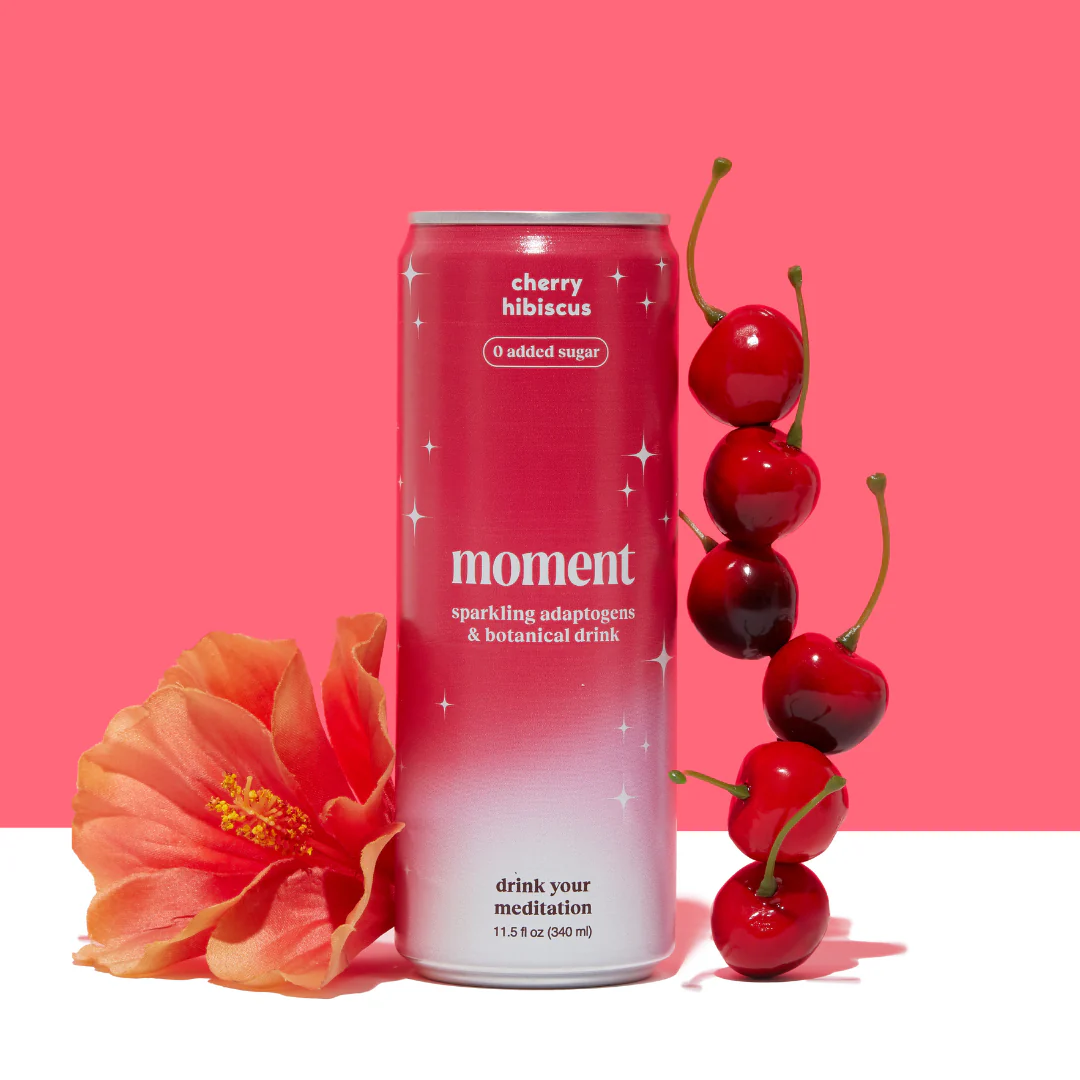 cherry
hibiscus
0 added sugar
moment
sparkling adaptogens
& botanical drink
drink your
meditation
11.5 fl oz (340 ml)